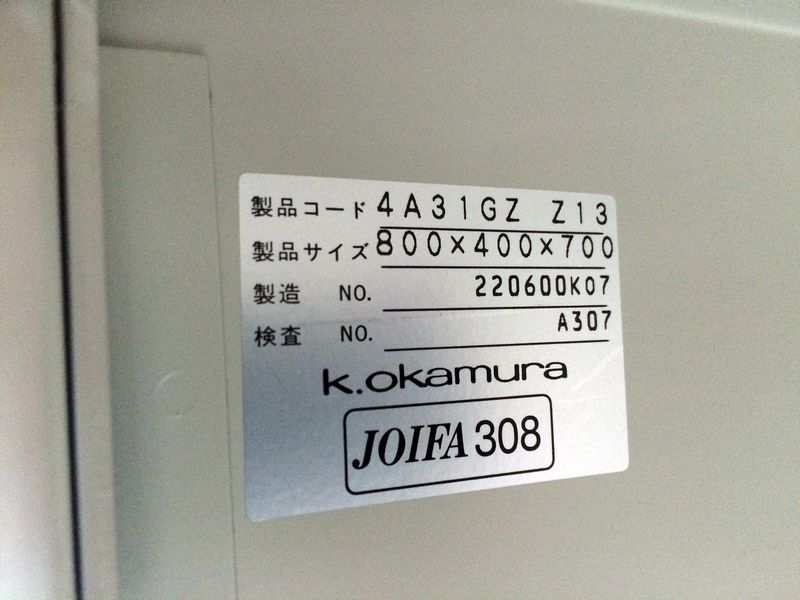 製品コード 4A31GZ Z13
製品サイズ 800×400×700
製造 NO. 220600K07
検査 NO. A307
k.okamura
JOIFA 308